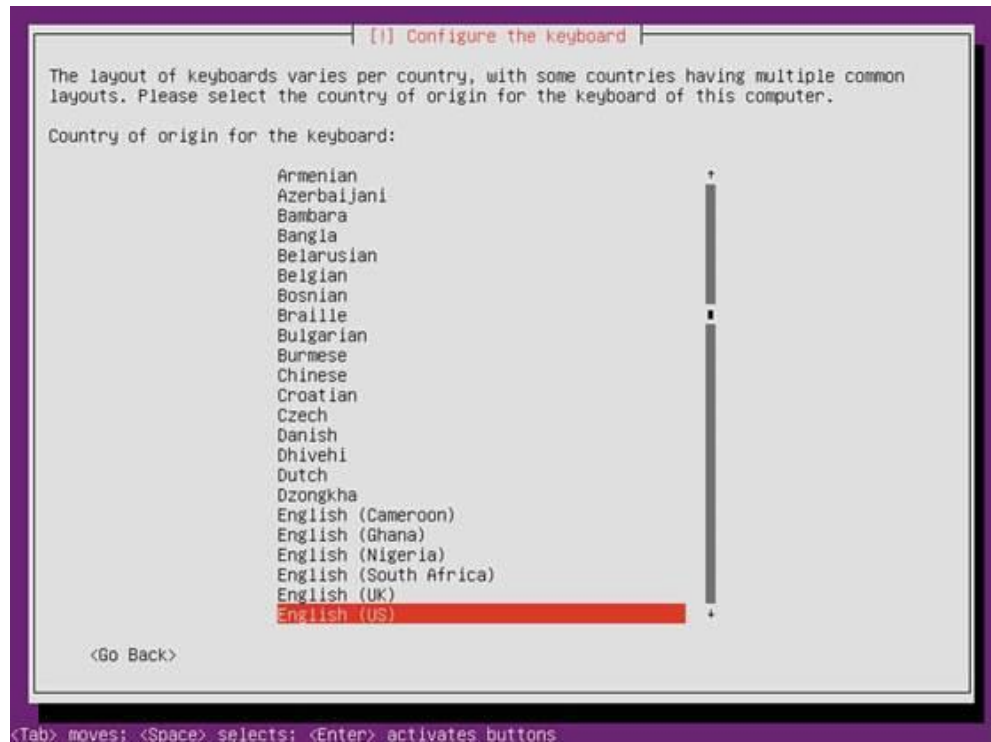 [!] Configure the keyboard
The layout of keyboards varies per country, with some countries having multiple common
layouts. Please select the country of origin for the keyboard of this computer.
Country of origin for the keyboard:
Armenian
Azerbaijani
Bambara
Bangla
Belarusian
Belgian
Bosnian
Braille
Bulgarian
Burmese
Chinese
Croatian
Czech
Danish
Dhivehi
Dutch
Dzongkha
English (Cameroon)
English (Ghana)
English (Nigeria)
English (South Africa)
English (UK)
English (US)
<Go Back>
<Tab> moves; <Space> selects; <Enter> activates buttons